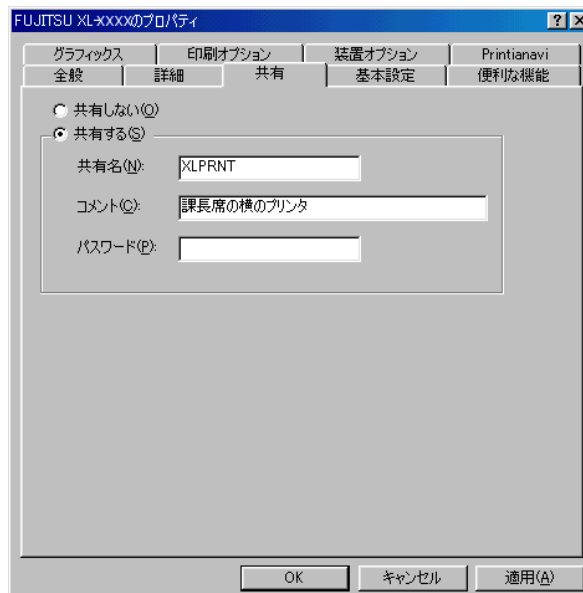 FUJITSU XL-XXXXのプロパティ
グラフィックス 印刷オプション 装置オプション Printianavi
全般 詳細 共有 基本設定 便利な機能
共有しない(O)
共有する(S)
共有名(N): XLPRNT
コメント(C): 課長席の横のプリンタ
パスワード(P):
OK キャンセル 適用(A)